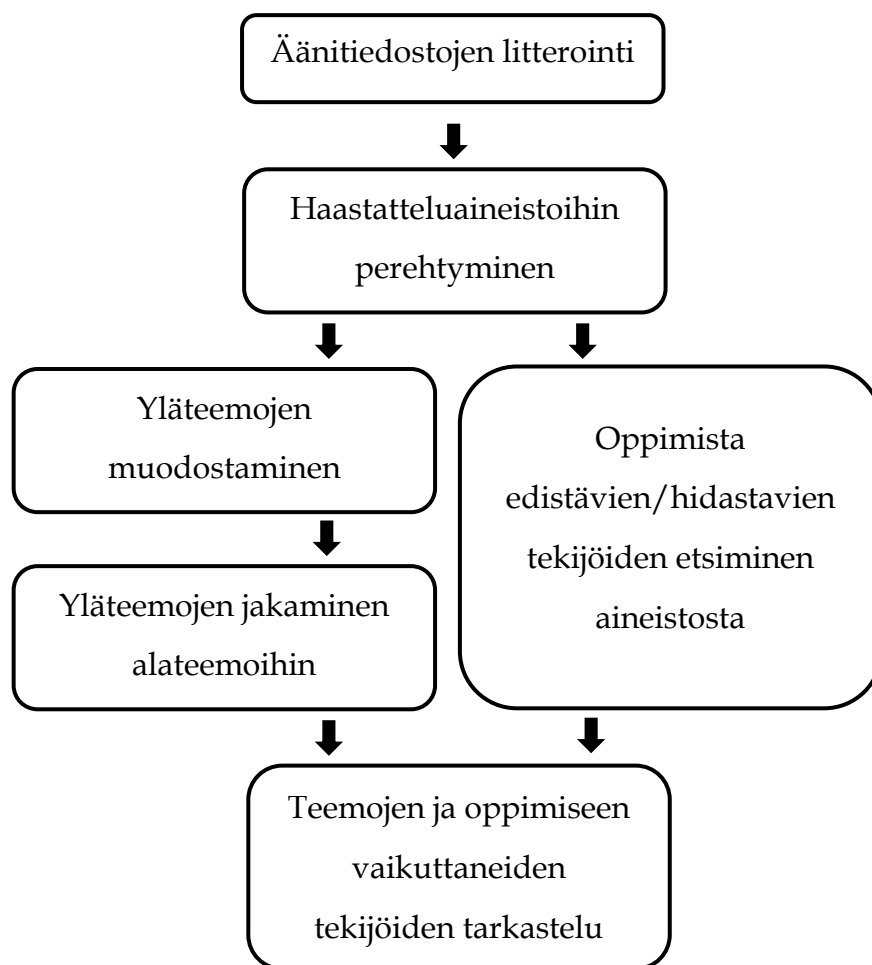 Äänitiedostojen litterointi
Haastatteluaineistoihin
perehtyminen
Yläteemojen
muodostaminen
Yläteemojen jakaminen
alateemoihin
Oppimista
edistävien/hidastavien
tekijöiden etsiminen
aineistosta
Teemojen ja oppimiseen
vaikuttaneiden
tekijöiden tarkastelu